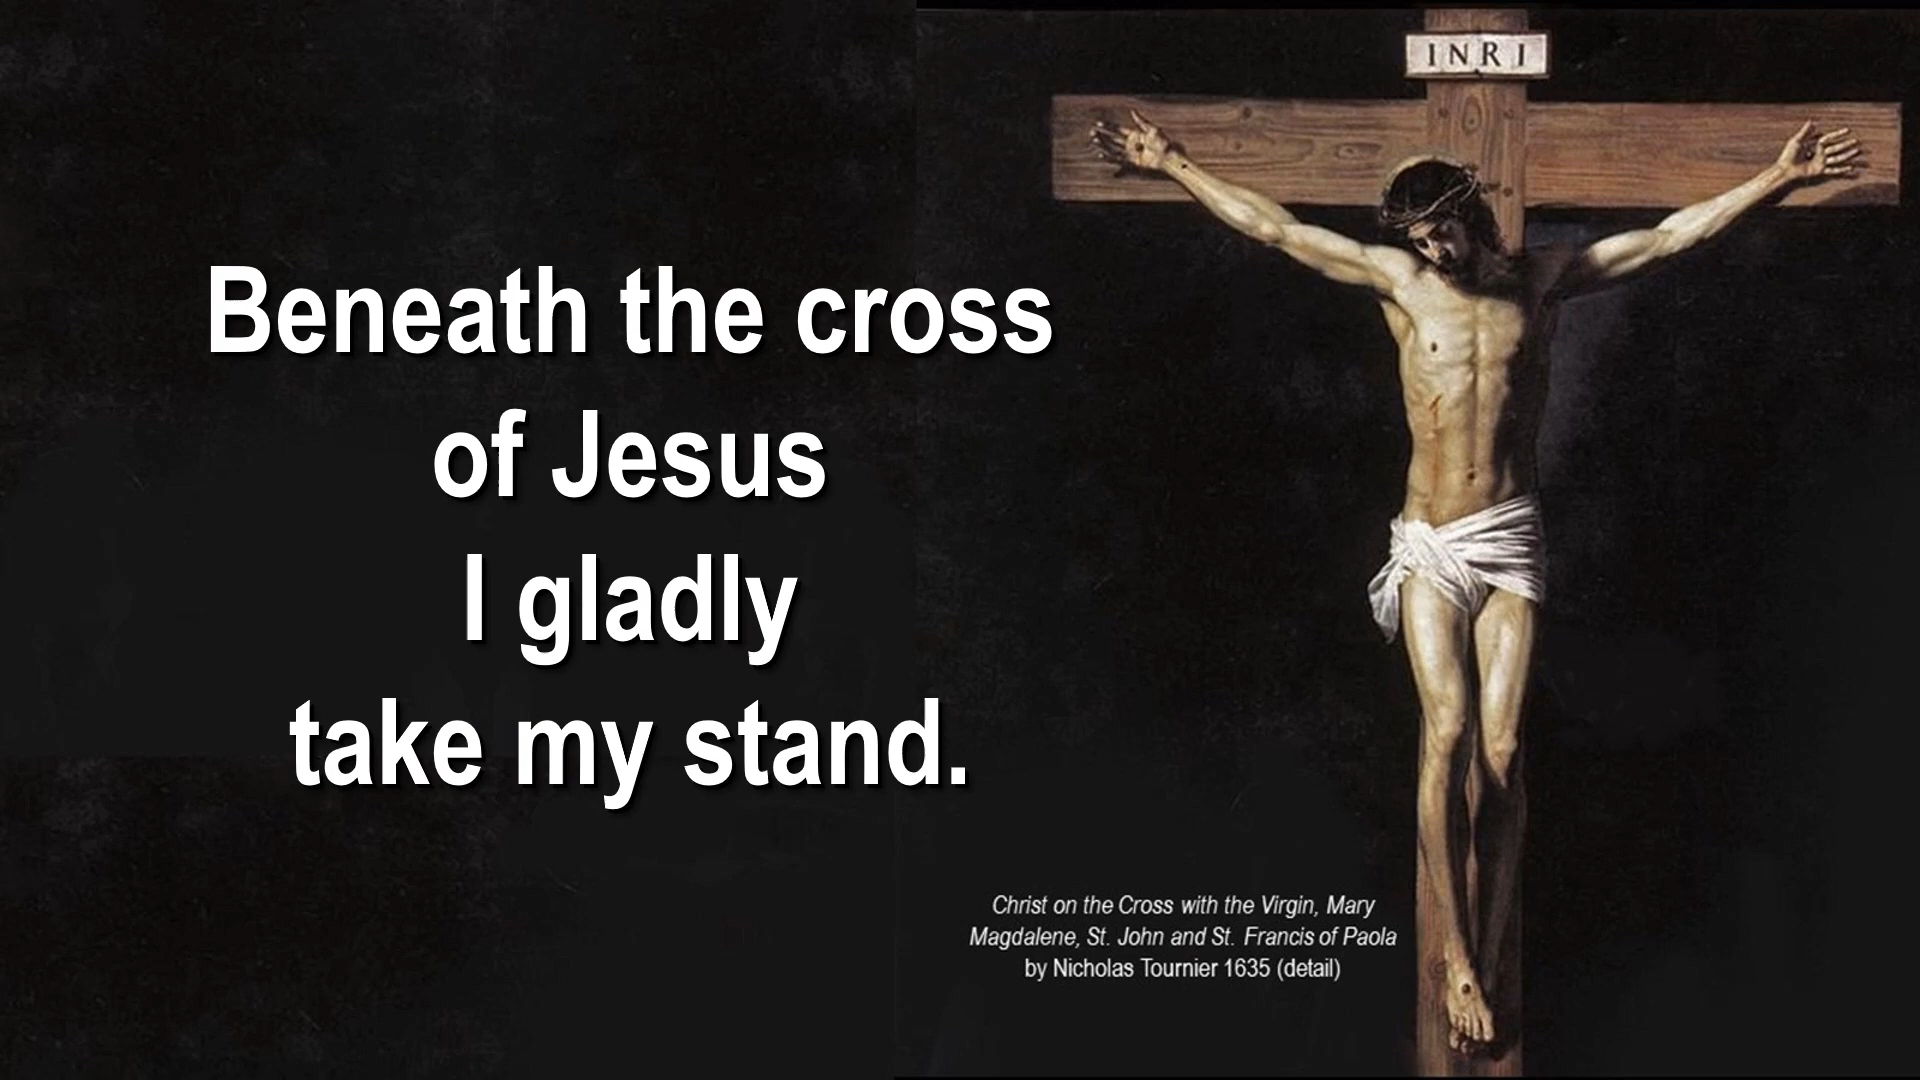 INRI
Beneath the cross
of Jesus
I gladly
take my stand.
Christ on the Cross with the Virgin, Mary
Magdalene, St. John and St. Francis of Paola
by Nicholas Tournier 1635 (detail)